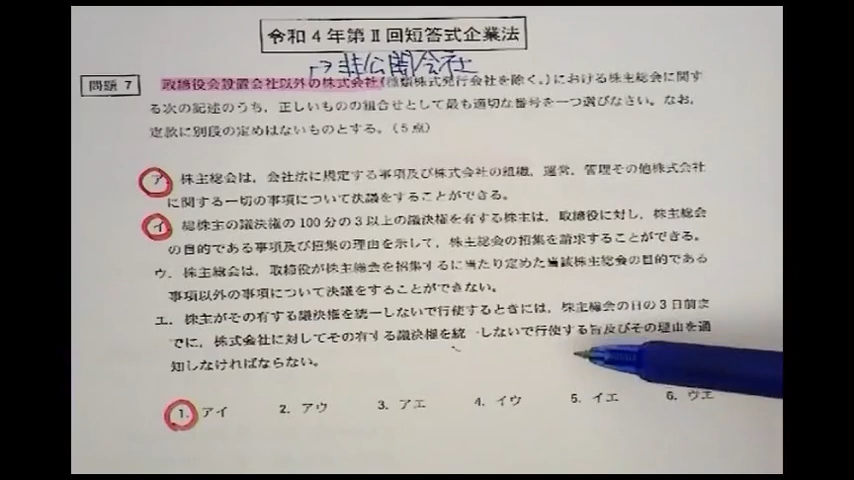 令和4年第Ⅱ回短答式企業法
→非公開会社
問題 7 取締役会設置会社以外の株式会社(種類株式発行会社を除く。)における株主総会に関す
る次の記述のうち、正しいものの組合せとして最も適切な番号を一つ選びなさい。なお、
定款に別段の定めはないものとする。(5点)
ア. 株主総会は、会社法に規定する事項及び株式会社の組織、運営、管理その他株式会社
に関する一切の事項について決議をすることができる。
イ. 総株主の議決権の100分の3以上の議決権を有する株主は、取締役に対し、株主総会
の目的である事項及び招集の理由を示して、株主総会の招集を請求することができる。
ウ. 株主総会は、取締役が株主総会を招集するに当たり定めた当該株主総会の目的である
事項以外の事項について決議をすることができない。
エ. 株主がその有する議決権を統一しないで行使するときには、株主総会の日の3日前ま
でに、株式会社に対してその有する議決権を統一しないで行使する旨及びその理由を通
知しなければならない。
1. アイ 2. アウ 3. アエ 4. イウ 5. イエ 6. ウエ